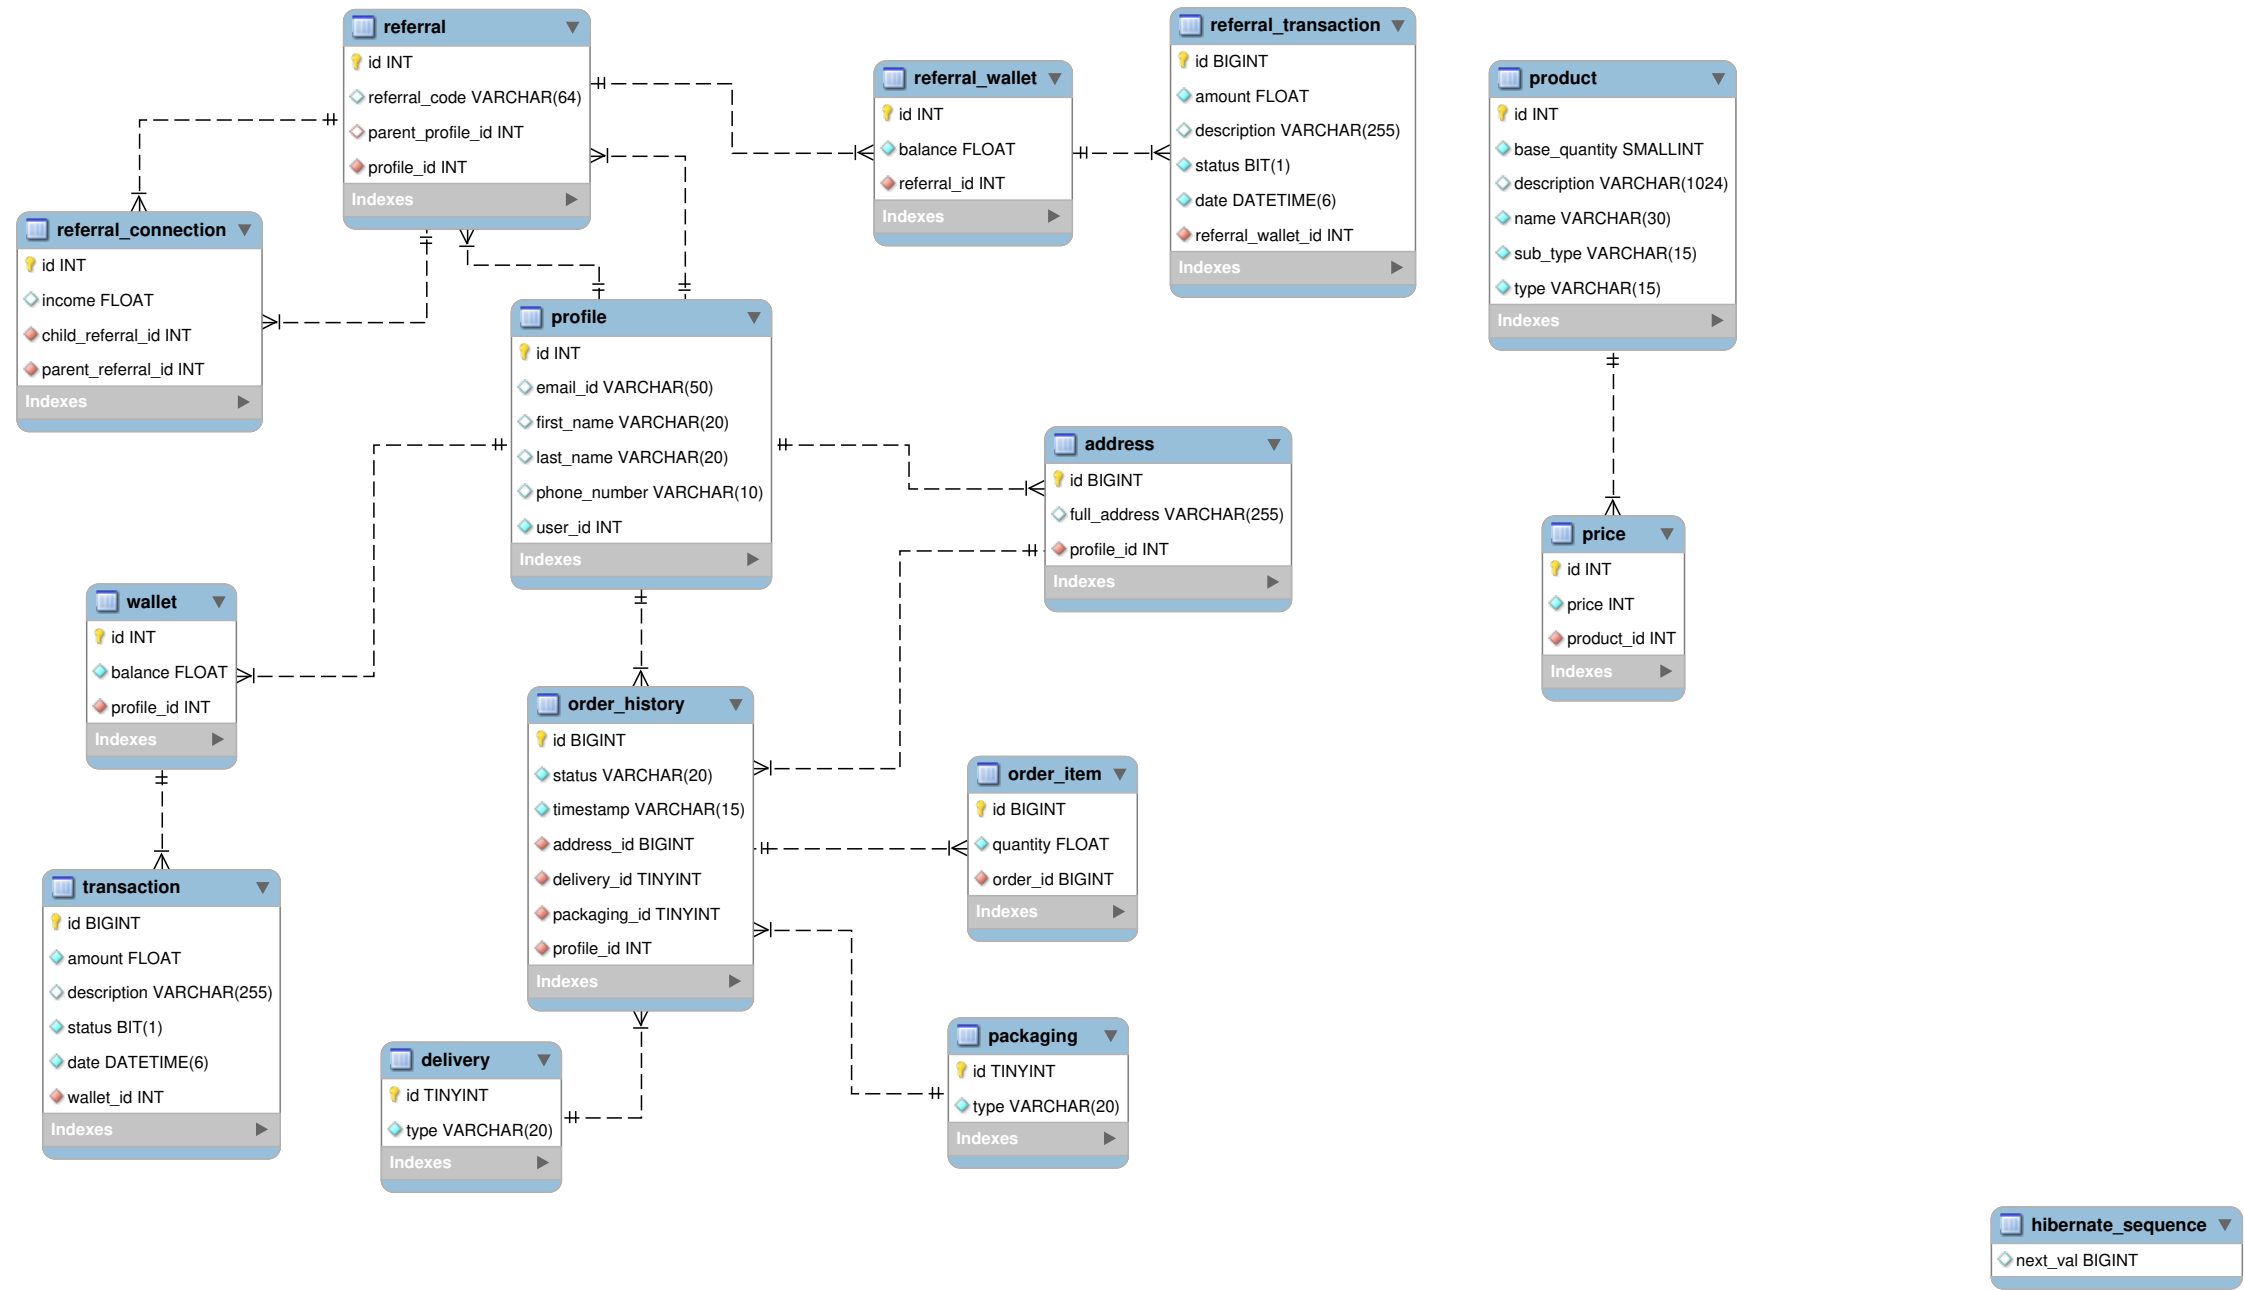 referral
id INT
referral_code VARCHAR(64)
parent_profile_id INT
profile_id INT
Indexes
referral_wallet
id INT
balance FLOAT
referral_id INT
Indexes
referral_transaction
id BIGINT
amount FLOAT
description VARCHAR(255)
status BIT(1)
date DATETIME(6)
referral_wallet_id INT
Indexes
product
id INT
base_quantity SMALLINT
description VARCHAR(1024)
name VARCHAR(30)
sub_type VARCHAR(15)
type VARCHAR(15)
Indexes
referral_connection
id INT
income FLOAT
child_referral_id INT
parent_referral_id INT
Indexes
profile
id INT
email_id VARCHAR(50)
first_name VARCHAR(20)
last_name VARCHAR(20)
phone_number VARCHAR(10)
user_id INT
Indexes
address
id BIGINT
full_address VARCHAR(255)
profile_id INT
Indexes
price
id INT
price INT
product_id INT
Indexes
wallet
id INT
balance FLOAT
profile_id INT
Indexes
order_history
id BIGINT
status VARCHAR(20)
timestamp VARCHAR(15)
address_id BIGINT
delivery_id TINYINT
packaging_id TINYINT
profile_id INT
Indexes
order_item
id BIGINT
quantity FLOAT
order_id BIGINT
Indexes
transaction
id BIGINT
amount FLOAT
description VARCHAR(255)
status BIT(1)
date DATETIME(6)
wallet_id INT
Indexes
delivery
id TINYINT
type VARCHAR(20)
Indexes
packaging
id TINYINT
type VARCHAR(20)
Indexes
hibernate_sequence
next_val BIGINT